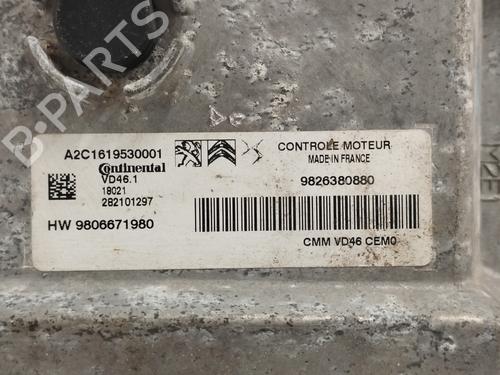 B-PARTS
A2C1619530001
Continental
VD46.1
18021
282101297
HW 9806671980
CONTROLE MOTEUR
MADE IN FRANCE
9826380880
CMM VD46 CEM0